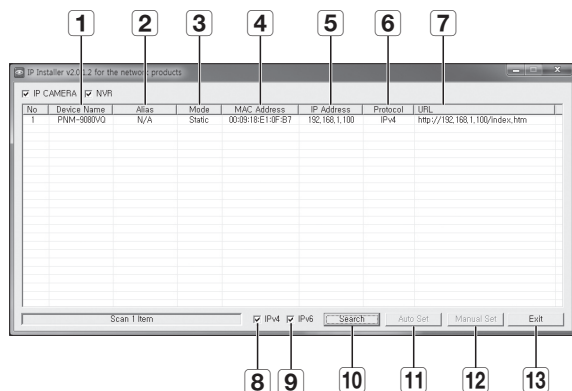 1 2 3 4 5 6 7
IP Installer v2.0.1.2 for the network products
IP CAMERA NVR
No Device Name Alias Mode MAC Address IP Address Protocol URL
1 PNM-9080VQ N/A Static 00:09:18:E1:0F:B7 192,168,1,100 IPv4 http://192,168,1,100/index,htm
Scan 1 Item IPv4 IPv6 Search Auto Set Manual Set Exit
8 9 10 11 12 13